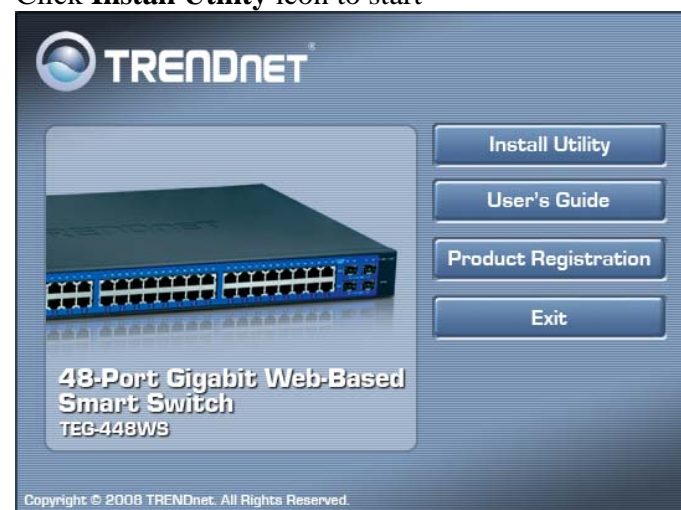 Click Install Utility icon to start
TRENDNET®
Install Utility
User's Guide
Product Registration
Exit
TRENDNET
48-Port Gigabit Web-Based
Smart Switch
TEG-448WS
Copyright © 2008 TRENDnet. All Rights Reserved.